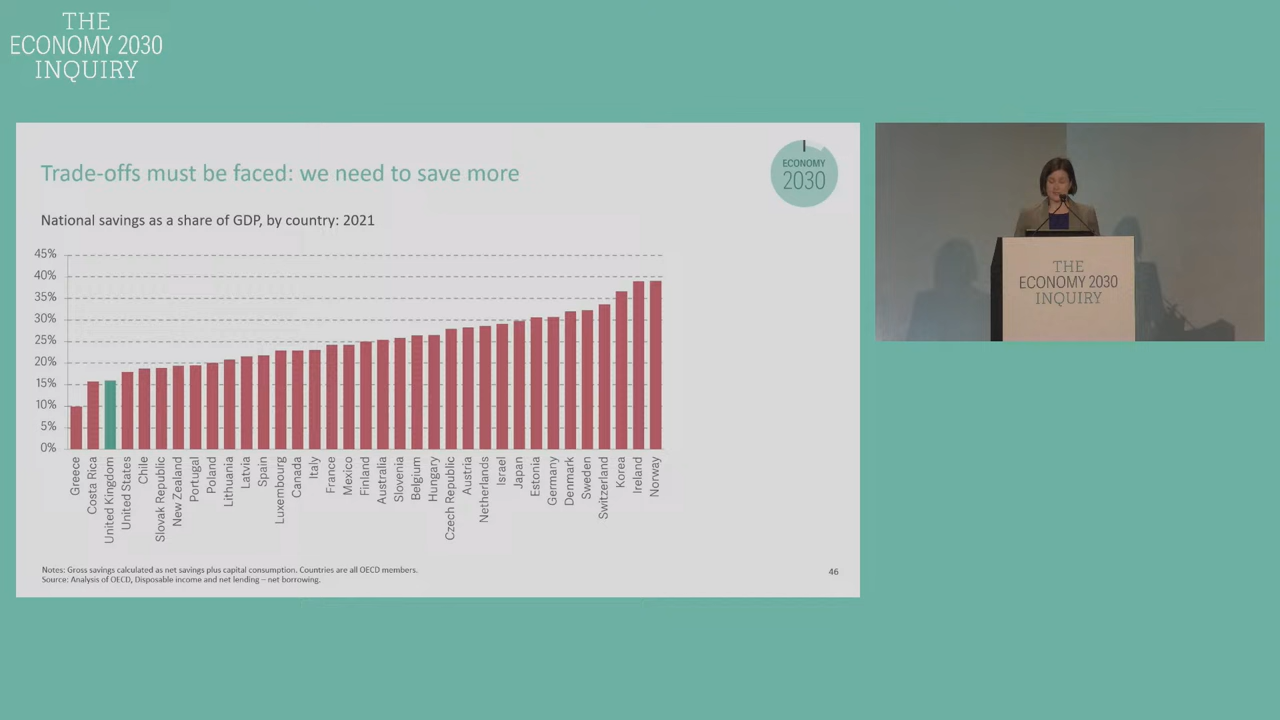 THE
ECONOMY 2030
INQUIRY
Trade-offs must be faced: we need to save more
ECONOMY
2030
National savings as a share of GDP, by country: 2021
45%
40%
35%
30%
25%
20%
15%
10%
5%
0%
Greece
Costa Rica
United Kingdom
United States
Chile
Slovak Republic
New Zealand
Portugal
Poland
Lithuania
Latvia
Spain
Luxembourg
Canada
Italy
France
Mexico
Finland
Australia
Slovenia
Belgium
Hungary
Czech Republic
Austria
Netherlands
Israel
Japan
Estonia
Germany
Denmark
Sweden
Switzerland
Korea
Ireland
Norway
Notes: Gross savings calculated as net savings plus capital consumption. Countries are all OECD members.
Source: Analysis of OECD, Disposable income and net lending – net borrowing.
46
THE
ECONOMY 2030
INQUIRY